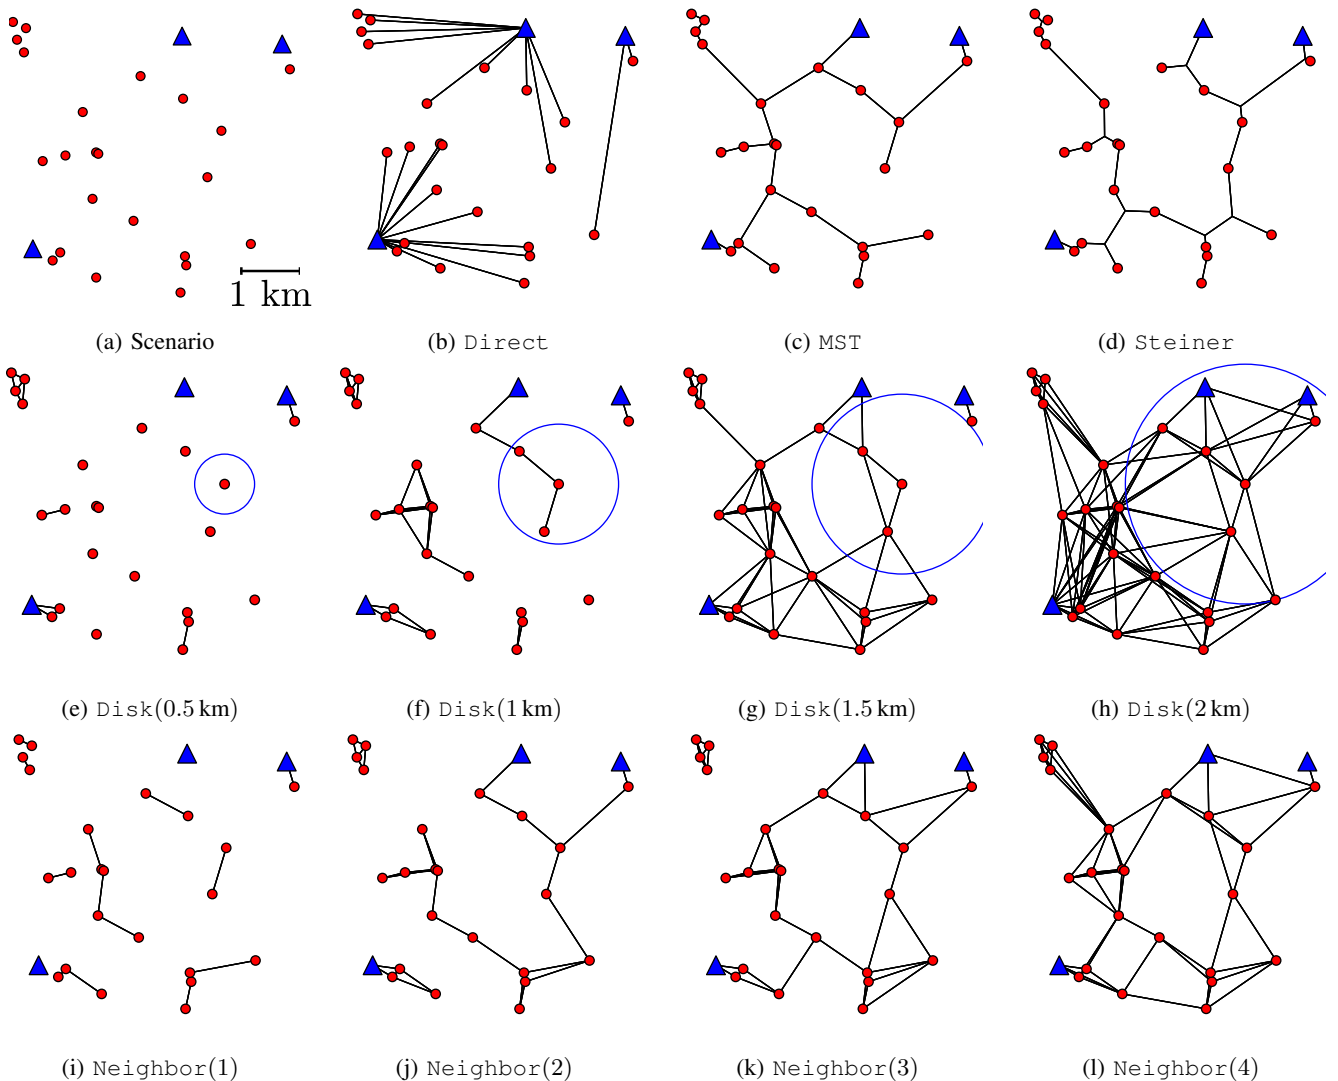 1 km
(a) Scenario
(b) Direct
(c) MST
(d) Steiner
(e) Disk(0.5 km)
(f) Disk(1 km)
(g) Disk(1.5 km)
(h) Disk(2 km)
(i) Neighbor(1)
(j) Neighbor(2)
(k) Neighbor(3)
(l) Neighbor(4)